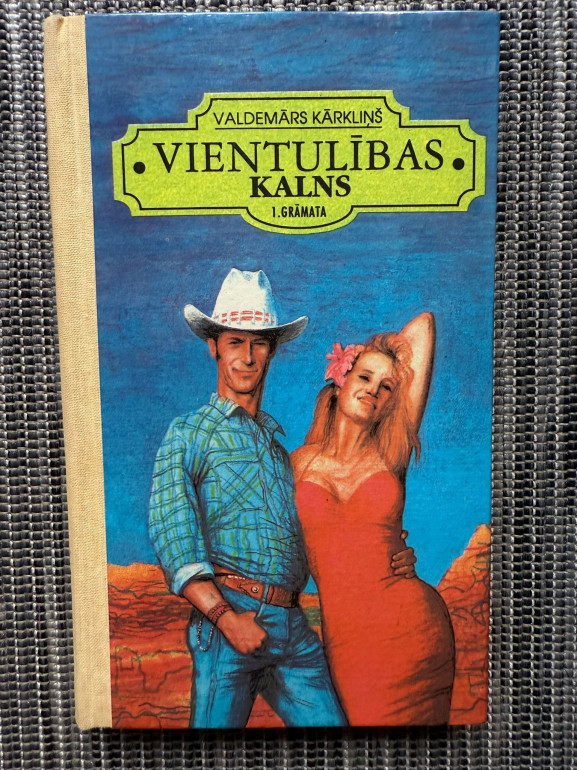 VALDEMĀRS KĀRKLIŅŠ
VIENTULĪBAS
KALNS
1. GRĀMATA